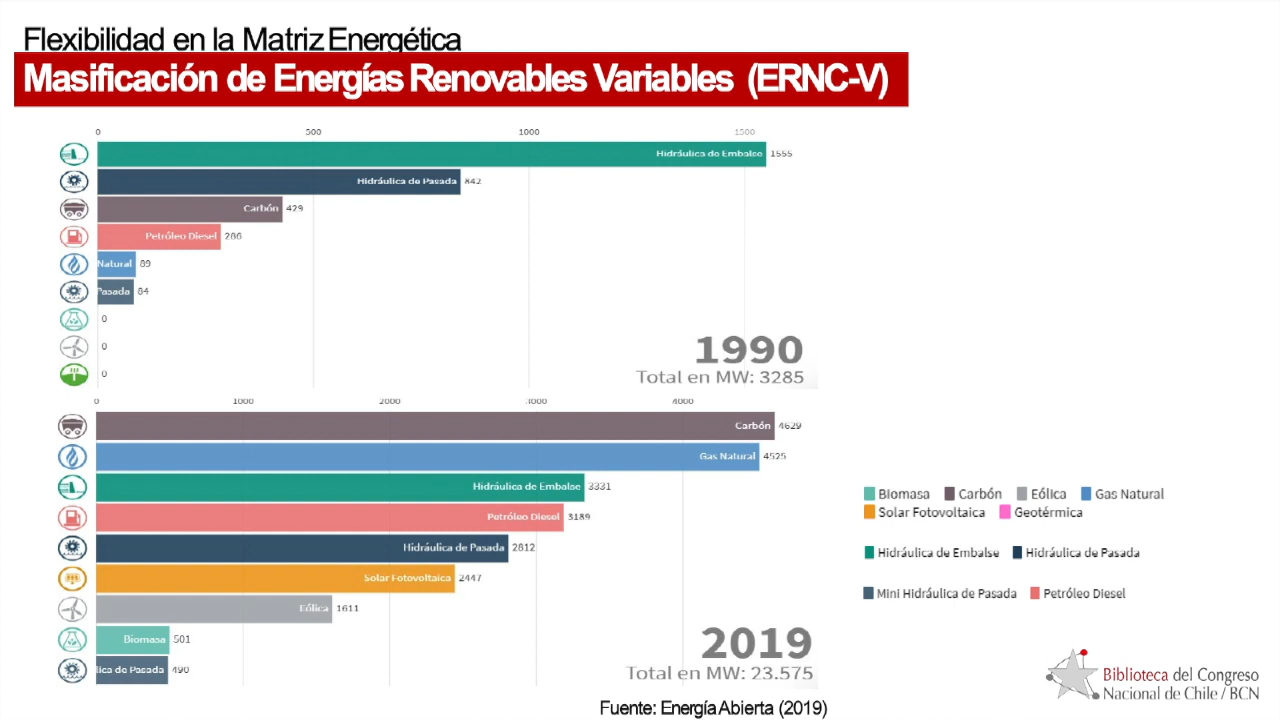 Flexibilidad en la Matriz Energética
Masificación de Energías Renovables Variables (ERNC-V)
0 500 1000 1500
Hidráulica de Embalse 1555
Hidráulica de Pasada 842
Carbón 429
Petróleo Diesel 286
Natural 89
Pasada 84
0
0
0
1990
Total en MW: 3285
0 1000 2000 3000 4000
Carbón 4629
Gas Natural 4525
Hidráulica de Embalse 3331
Petróleo Diesel 3189
Hidráulica de Pasada 2812
Solar Fotovoltaica 2447
Eólica 1611
Biomasa 501
lica de Pasada 490
2019
Total en MW: 23.575
Biomasa Carbón Eólica Gas Natural
Solar Fotovoltaica Geotérmica
Hidráulica de Embalse Hidráulica de Pasada
Mini Hidráulica de Pasada Petróleo Diesel
Biblioteca del Congreso
Nacional de Chile / BCN
Fuente: Energía Abierta (2019)